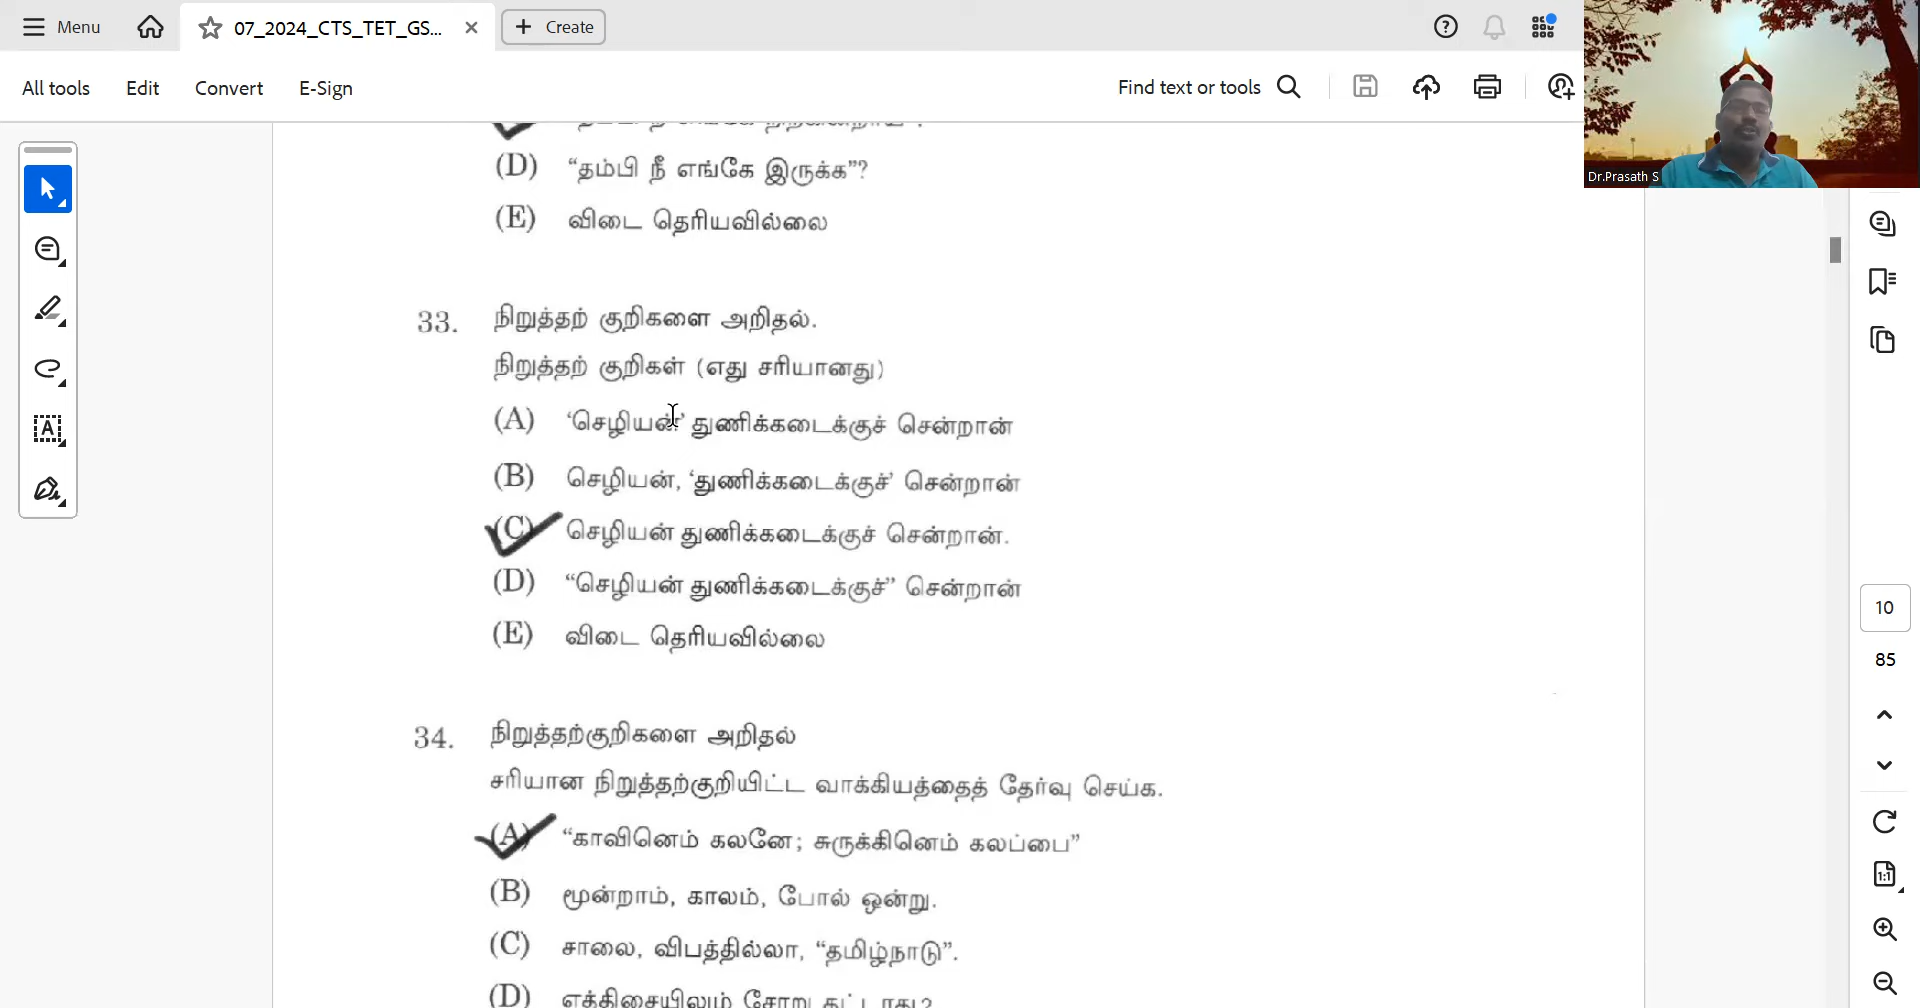 Menu
07_2024_CTS_TET_GS...
Create
All tools
Edit
Convert
E-Sign
Find text or tools
Dr.Prasath S
(D) “தம்பி நீ எங்கே இருக்க”?
(E) விடை தெரியவில்லை
33. நிறுத்தற் குறிகளை அறிதல்.
நிறுத்தற் குறிகள் (எது சரியானது)
(A) ‘செழியன்’ துணிக்கடைக்குச் சென்றான்
(B) செழியன், ‘துணிக்கடைக்குச்’ சென்றான்
(C) செழியன் துணிக்கடைக்குச் சென்றான்.
(D) “செழியன் துணிக்கடைக்குச்” சென்றான்
(E) விடை தெரியவில்லை
34. நிறுத்தற்குறிகளை அறிதல்
சரியான நிறுத்தற்குறியிட்ட வாக்கியத்தைத் தேர்வு செய்க.
(A) “காவினெம் கலனே; சுருக்கினெம் கலப்பை”
(B) மூன்றாம், காலம், போல் ஒன்று.
(C) சாலை, விபத்தில்லா, “தமிழ்நாடு”.
(D) எத்திசையிலும் சோறு தட்டாது?
10
85